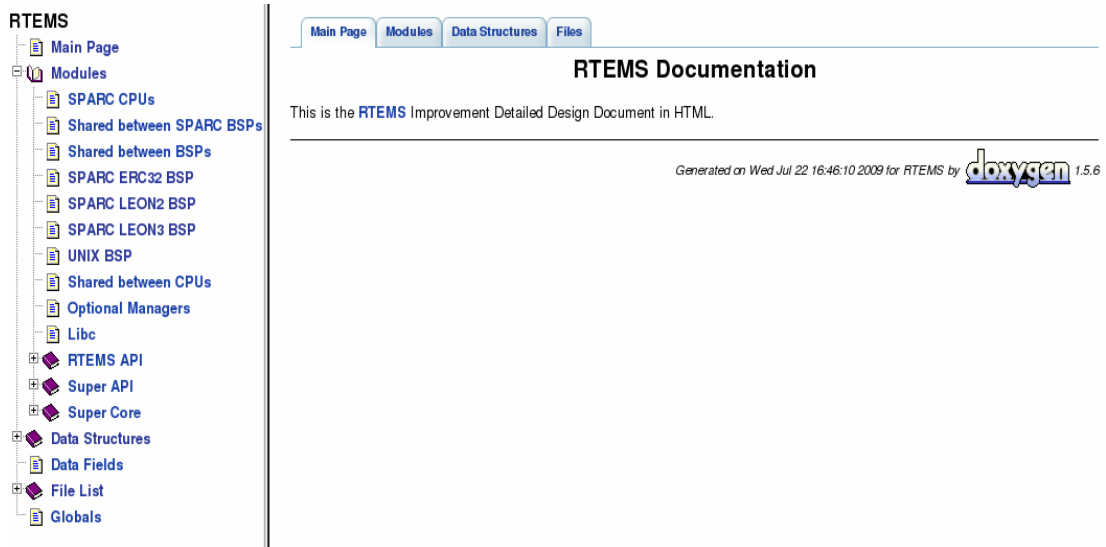 RTEMS
Main Page
Modules
SPARC CPUs
Shared between SPARC BSPs
Shared between BSPs
SPARC ERC32 BSP
SPARC LEON2 BSP
SPARC LEON3 BSP
UNIX BSP
Shared between CPUs
Optional Managers
Libc
RTEMS API
Super API
Super Core
Data Structures
Data Fields
File List
Globals
Main Page Modules Data Structures Files
RTEMS Documentation
This is the RTEMS Improvement Detailed Design Document in HTML.
Generated on Wed Jul 22 16:46:10 2009 for RTEMS by doxygen 1.5.6